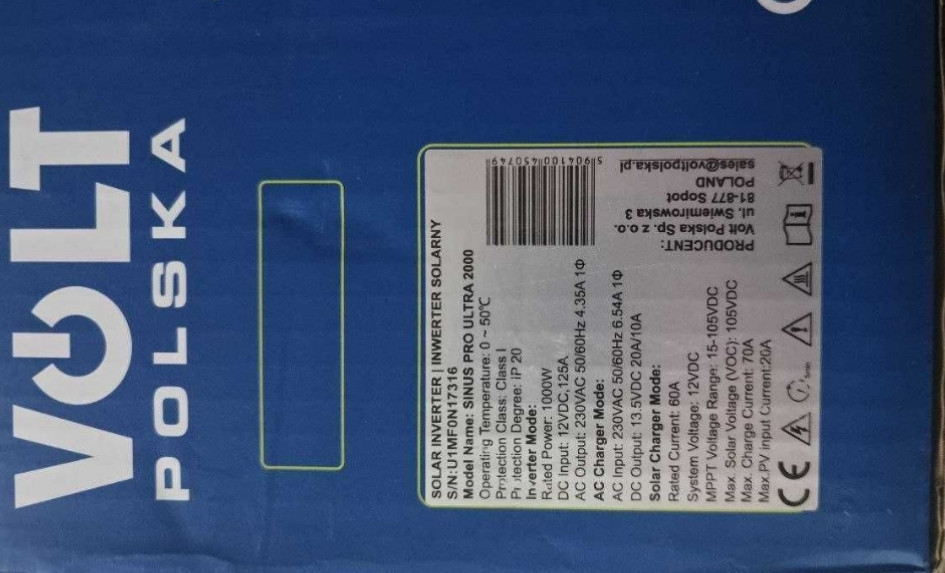 VOLT
POLSKA
SOLAR INVERTER | INWERTER SOLARNY
S/N:U1MF0N17316
Model Name: SINUS PRO ULTRA 2000
Operating Temperature: 0 ~ 50℃
Protection Class: Class I
Protection Degree: IP 20
Inverter Mode:
Rated Power: 1000W
DC Input: 12VDC,125A
AC Output: 230VAC 50/60Hz 4.35A 1Φ
AC Charger Mode:
AC Input: 230VAC 50/60Hz 6.54A 1Φ
DC Output: 13.5VDC 20A/10A
Solar Charger Mode:
Rated Current: 60A
System Voltage: 12VDC
MPPT Voltage Range: 15-105VDC
Max. Solar Voltage (VOC): 105VDC
Max. Charge Current: 70A
Max.PV Input Current:20A
CE
5 904100 450749
PRODUCENT:
Volt Polska Sp. z o.o.
ul. Swiemirowska 3
81-877 Sopot
POLAND
sales@voltpolska.pl